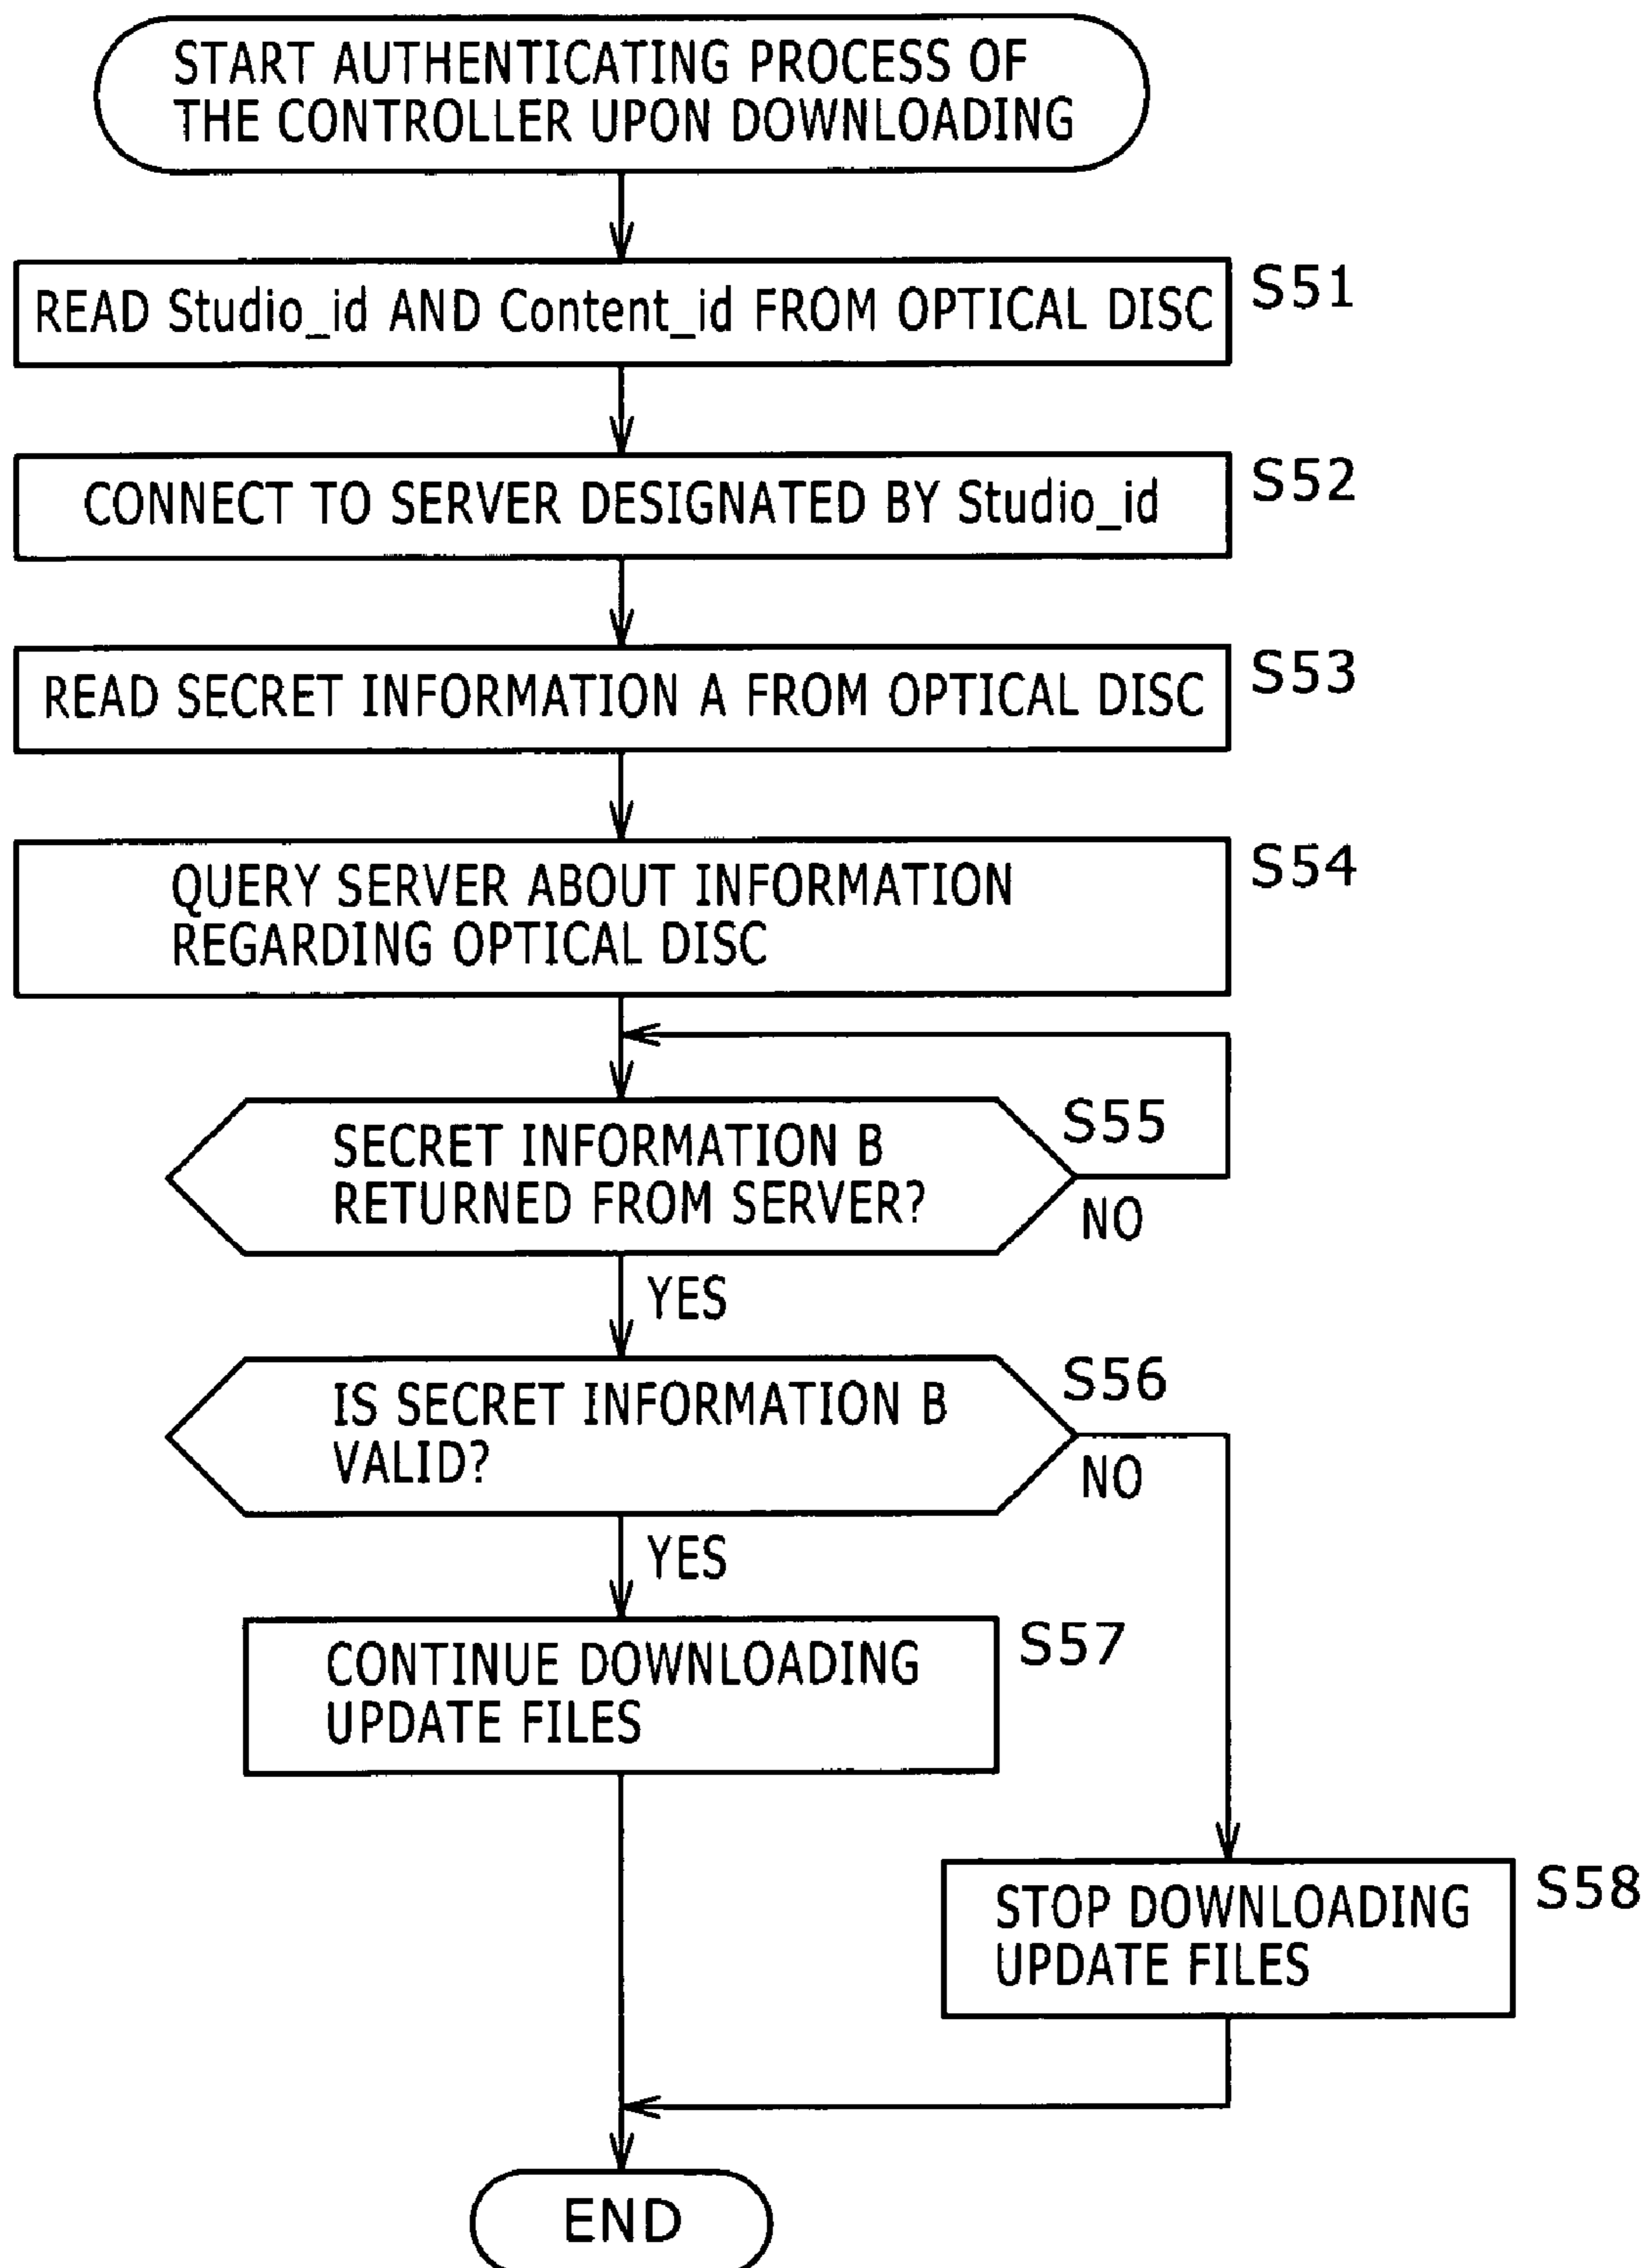 START AUTHENTICATING PROCESS OF
THE CONTROLLER UPON DOWNLOADING
READ Studio_id AND Content_id FROM OPTICAL DISC
S51
CONNECT TO SERVER DESIGNATED BY Studio_id
S52
READ SECRET INFORMATION A FROM OPTICAL DISC
S53
QUERY SERVER ABOUT INFORMATION
REGARDING OPTICAL DISC
S54
SECRET INFORMATION B
RETURNED FROM SERVER?
S55
NO
YES
IS SECRET INFORMATION B
VALID?
S56
NO
YES
CONTINUE DOWNLOADING
UPDATE FILES
S57
STOP DOWNLOADING
UPDATE FILES
S58
END